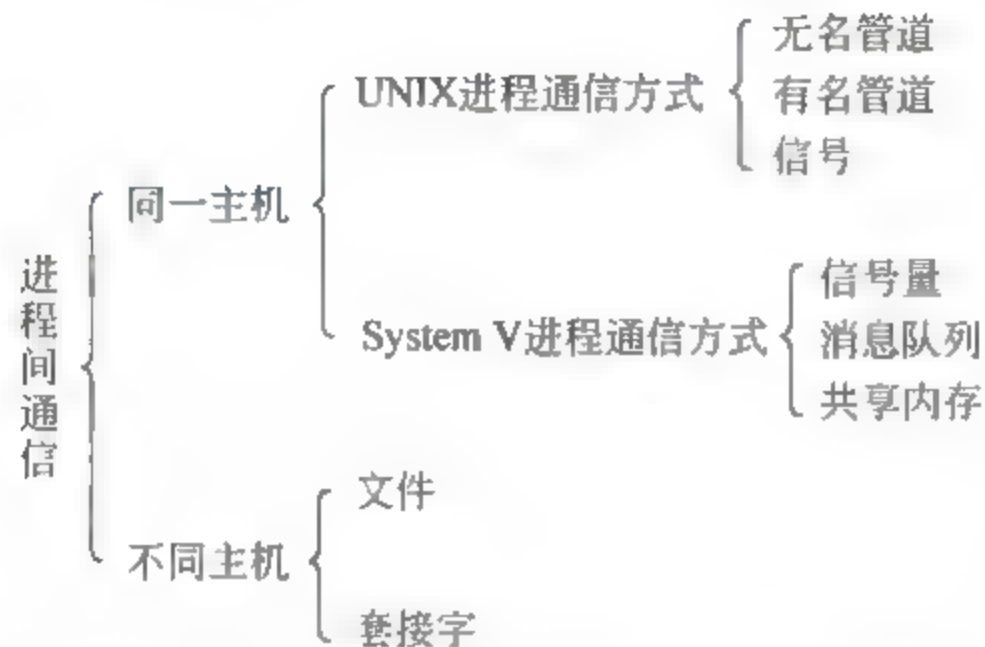 进程间通信
同一主机
UNIX进程通信方式
无名管道
有名管道
信号
System V进程通信方式
信号量
消息队列
共享内存
不同主机
文件
套接字